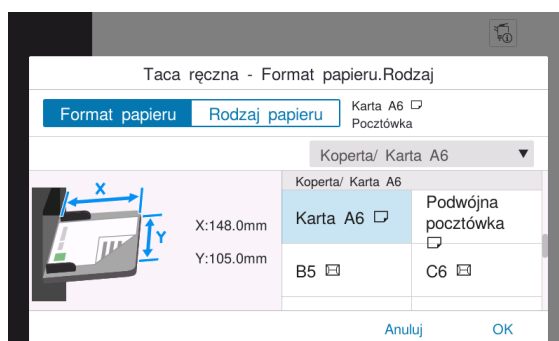 Taca ręczna - Format papieru.Rodzaj
Format papieru
Rodzaj papieru
Karta A6
Pocztówka
Koperta/ Karta A6
Koperta/ Karta A6
X
Y
X:148.0mm
Y:105.0mm
Karta A6
Podwójna
pocztówka
B5
C6
Anuluj
OK